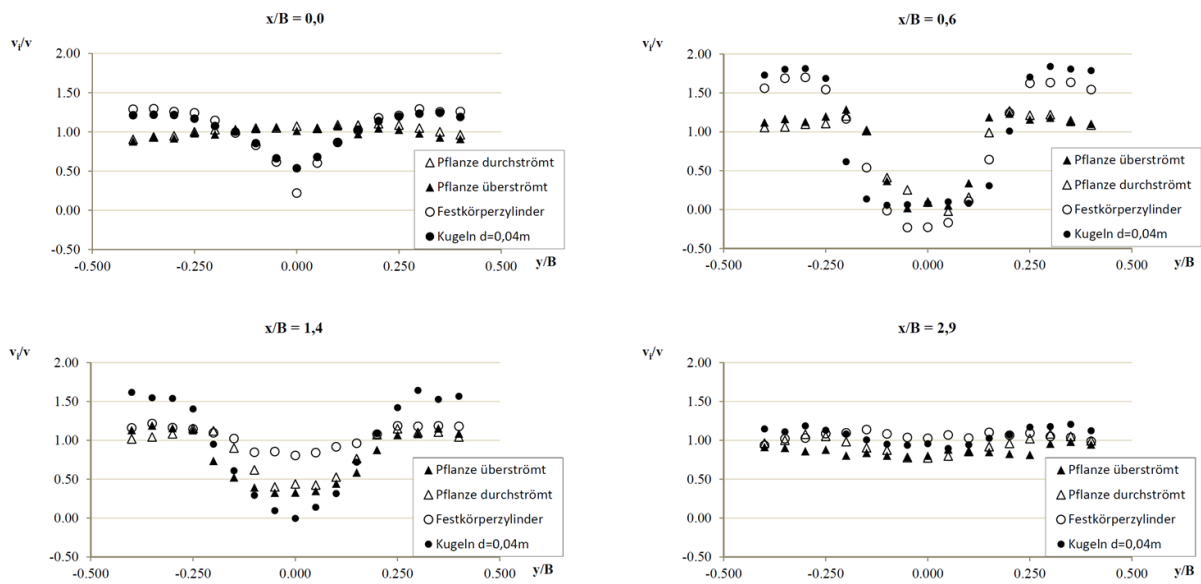 x/B = 0,0
vᵢ/v
2.00
1.50
1.00
0.50
0.00
-0.50
-0.500
-0.250
0.000
0.250
0.500
y/B
Pflanze durchströmt
Pflanze überströmt
Festkörperzylinder
Kugeln d=0,04m
x/B = 0,6
vᵢ/v
2.00
1.50
1.00
0.50
0.00
-0.50
-0.500
-0.250
0.000
0.250
0.500
y/B
Pflanze überströmt
Pflanze durchströmt
Festkörperzylinder
Kugeln d=0,04m
x/B = 1,4
vᵢ/v
2.00
1.50
1.00
0.50
0.00
-0.50
-0.500
-0.250
0.000
0.250
0.500
y/B
Pflanze überströmt
Pflanze durchströmt
Festkörperzylinder
Kugeln d=0,04m
x/B = 2,9
vᵢ/v
2.00
1.50
1.00
0.50
0.00
-0.50
-0.500
-0.250
0.000
0.250
0.500
y/B
Pflanze überströmt
Pflanze durchströmt
Festkörperzylinder
Kugeln d=0,04m